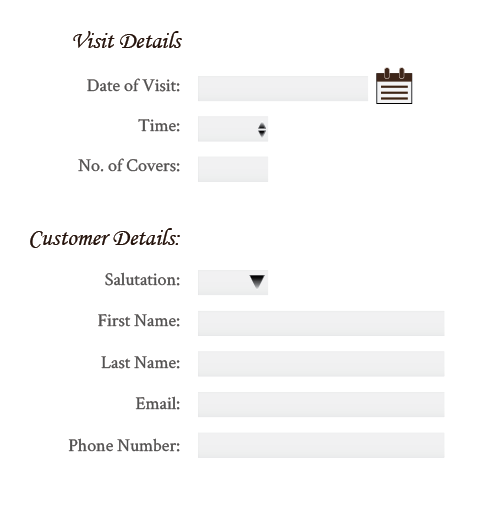 Visit Details
Date of Visit:
Time:
No. of Covers:
Customer Details:
Salutation:
First Name:
Last Name:
Email:
Phone Number: